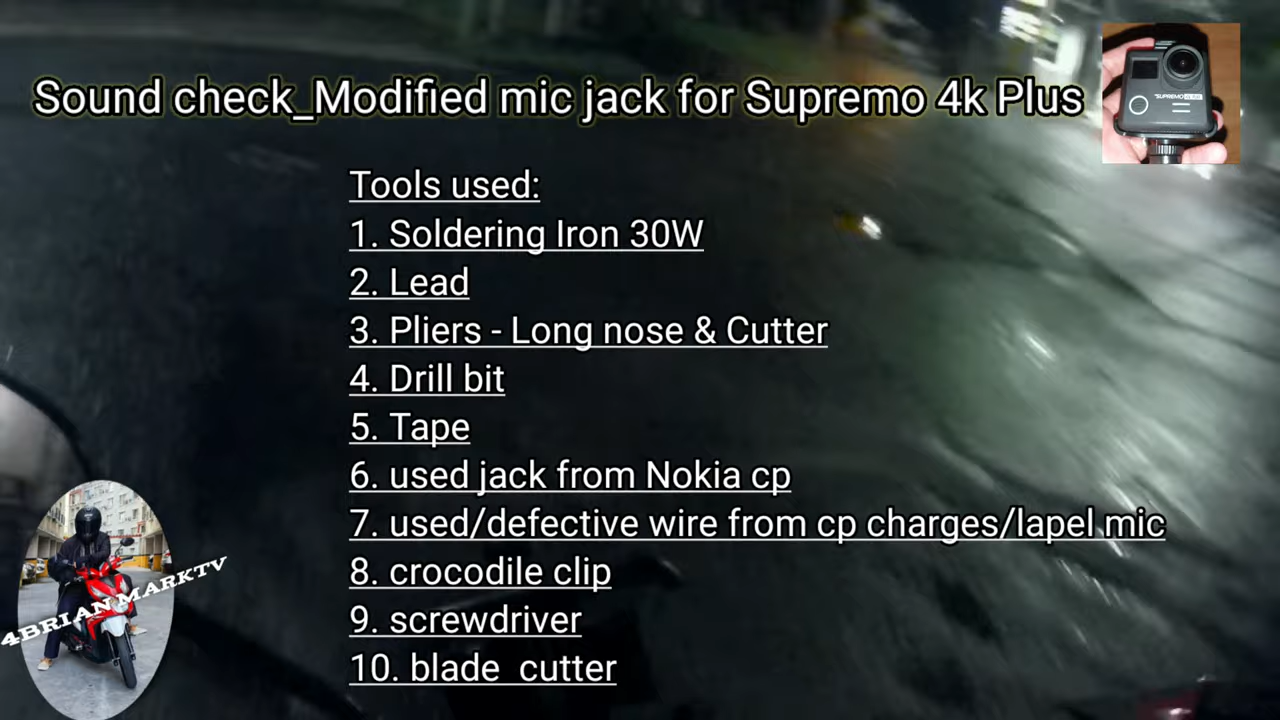 Sound check_Modified mic jack for Supremo 4k Plus
SUPREMO
Tools used:
1. Soldering Iron 30W
2. Lead
3. Pliers - Long nose & Cutter
4. Drill bit
5. Tape
6. used jack from Nokia cp
7. used/defective wire from cp charges/lapel mic
8. crocodile clip
9. screwdriver
10. blade cutter
4BRIAN MARKTV